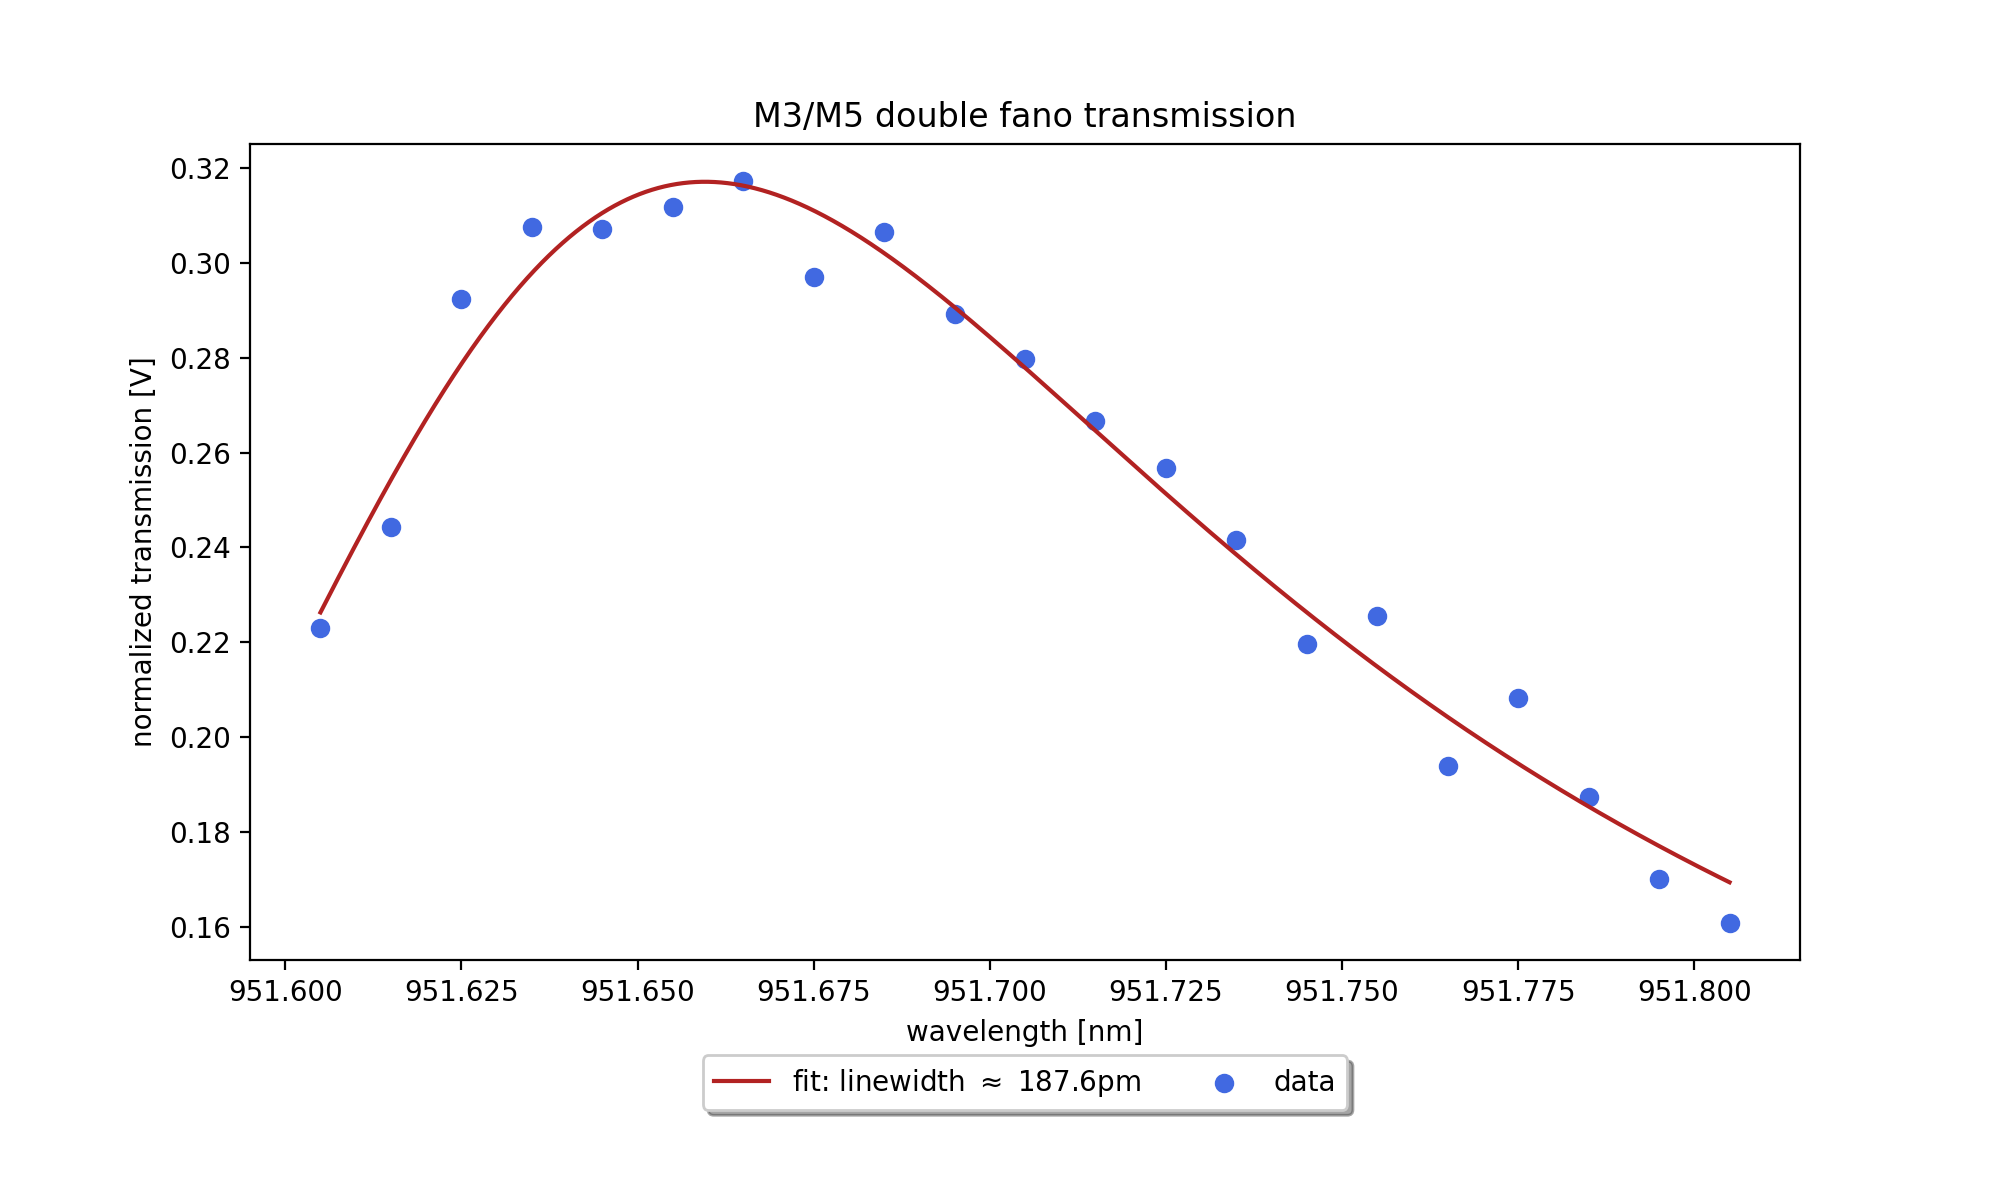 M3/M5 double fano transmission
normalized transmission [V]
0.32
0.30
0.28
0.26
0.24
0.22
0.20
0.18
0.16
951.600 951.625 951.650 951.675 951.700 951.725 951.750 951.775 951.800
wavelength [nm]
fit: linewidth ≈ 187.6pm data